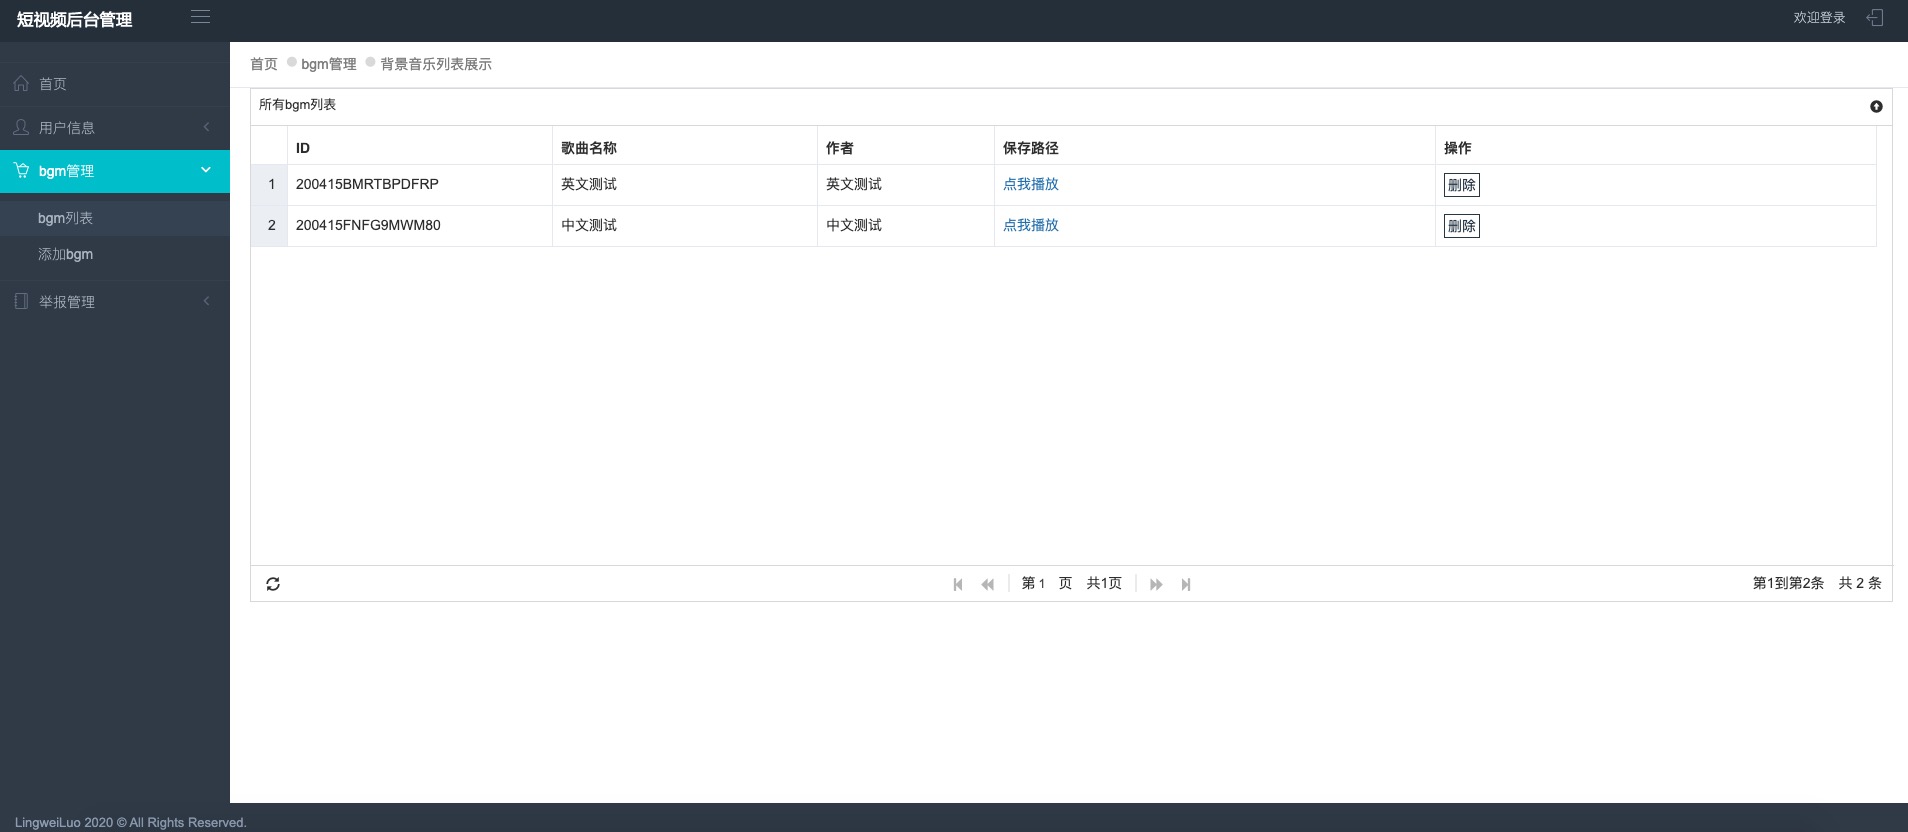 短视频后台管理
欢迎登录
首页
用户信息
bgm管理
bgm列表
添加bgm
举报管理
首页 bgm管理 背景音乐列表展示
所有bgm列表
ID 歌曲名称 作者 保存路径 操作
1 200415BMRTBPDFRP 英文测试 英文测试 点我播放 删除
2 200415FNFG9MWM80 中文测试 中文测试 点我播放 删除
第 1 页 共1页 第1到第2条 共 2 条
LingweiLuo 2020 © All Rights Reserved.